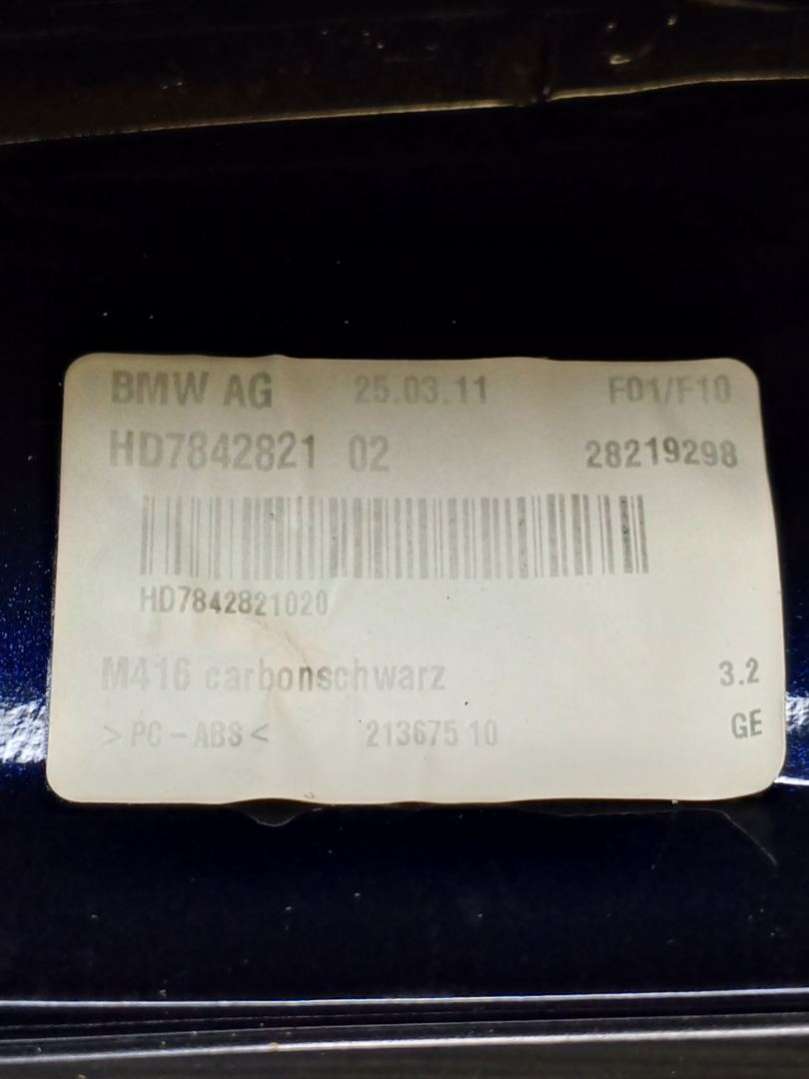 BMW AG 25.03.11 F01/F10
HD7842821 02 28219298
HD7842821020
M416 carbonschwarz 3.2
>PC-ABS< 213675 10 GE